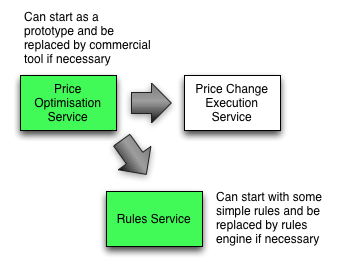 Can start as a
prototype and be
replaced by commercial
tool if necessary
Price
Optimisation
Service
Price Change
Execution
Service
Rules Service
Can start with some
simple rules and be
replaced by rules
engine if necessary